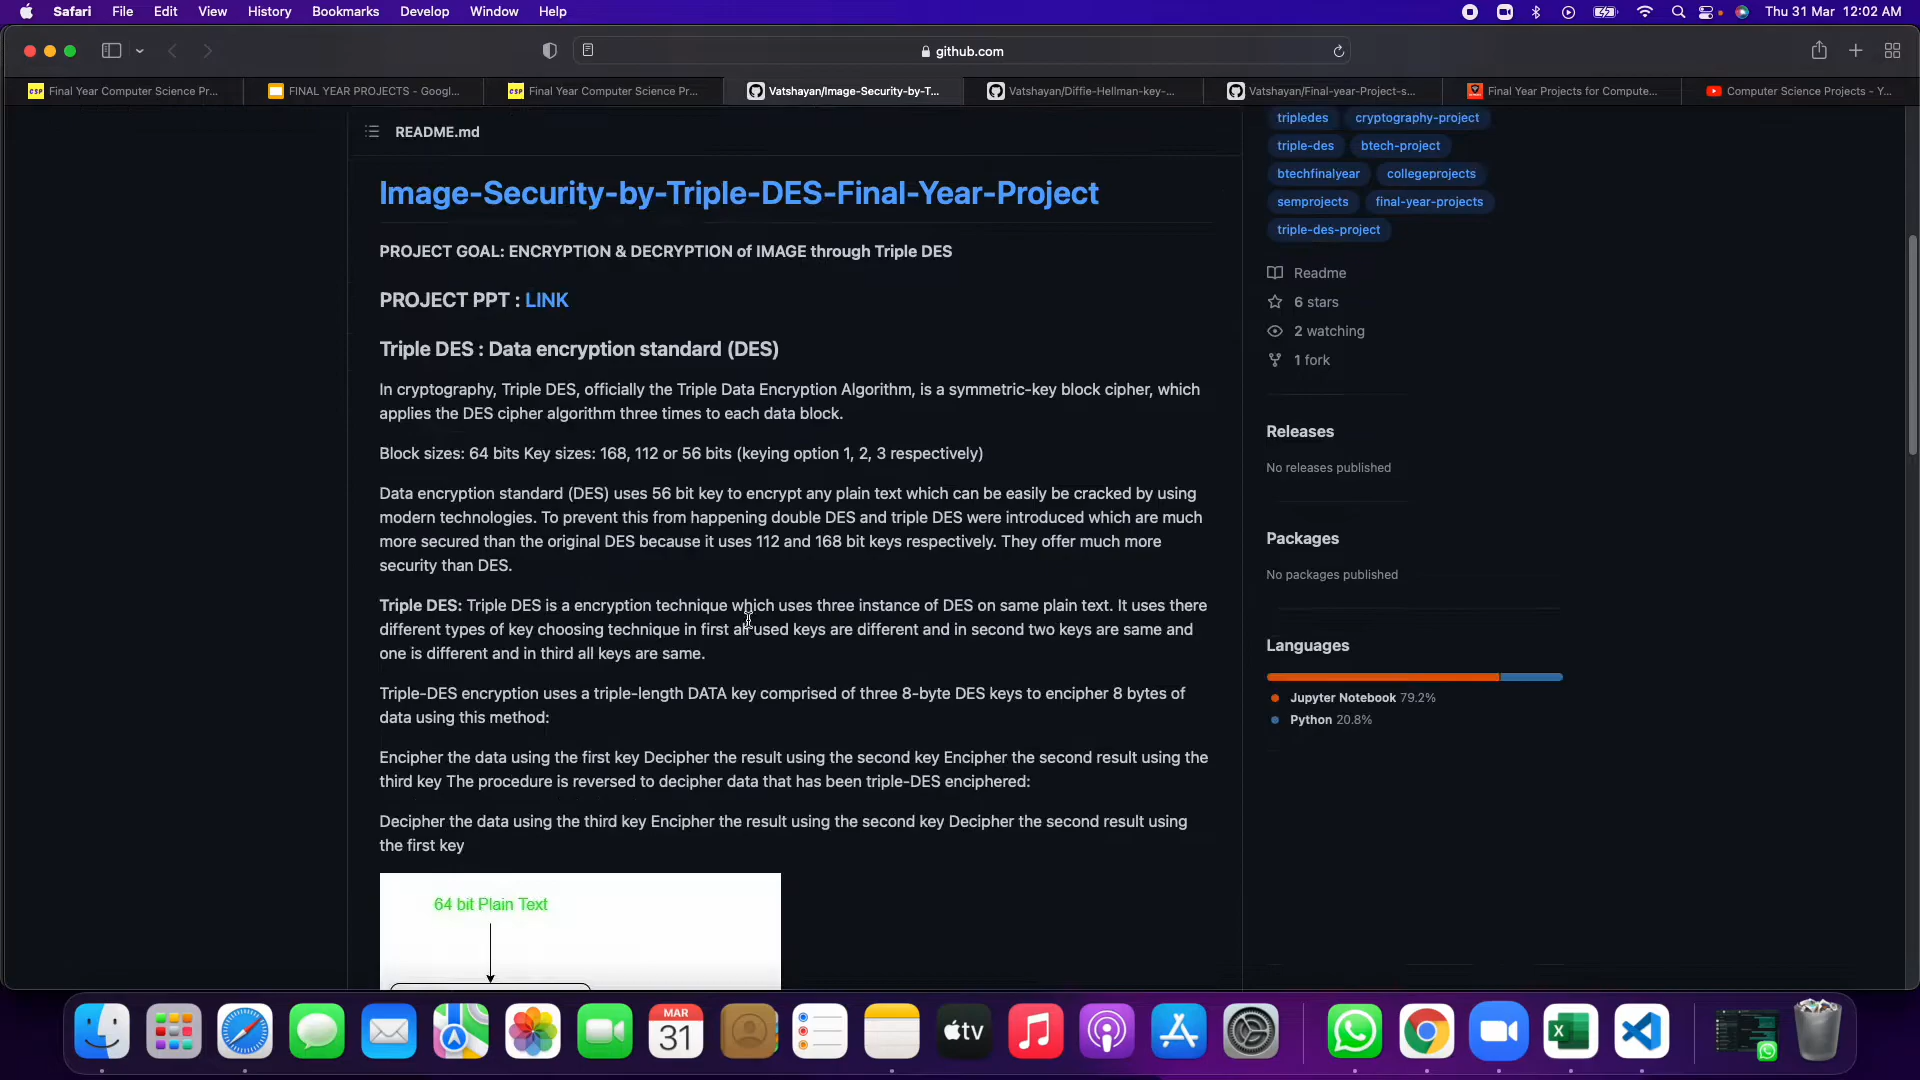 Safari File Edit View History Bookmarks Develop Window Help Thu 31 Mar 12:02 AM
github.com
CSP Final Year Computer Science Pr... FINAL YEAR PROJECTS - Googl... CSP Final Year Computer Science Pr... Vatshayan/Image-Security-by-T... Vatshayan/Diffie-Hellman-key-... Vatshayan/Final-year-Project-s... Final Year Projects for Compute... Computer Science Projects - Y...
README.md
Image-Security-by-Triple-DES-Final-Year-Project
PROJECT GOAL: ENCRYPTION & DECRYPTION of IMAGE through Triple DES
PROJECT PPT : LINK
Triple DES : Data encryption standard (DES)
In cryptography, Triple DES, officially the Triple Data Encryption Algorithm, is a symmetric-key block cipher, which
applies the DES cipher algorithm three times to each data block.
Block sizes: 64 bits Key sizes: 168, 112 or 56 bits (keying option 1, 2, 3 respectively)
Data encryption standard (DES) uses 56 bit key to encrypt any plain text which can be easily be cracked by using
modern technologies. To prevent this from happening double DES and triple DES were introduced which are much
more secured than the original DES because it uses 112 and 168 bit keys respectively. They offer much more
security than DES.
Triple DES: Triple DES is a encryption technique which uses three instance of DES on same plain text. It uses there
different types of key choosing technique in first all used keys are different and in second two keys are same and
one is different and in third all keys are same.
Triple-DES encryption uses a triple-length DATA key comprised of three 8-byte DES keys to encipher 8 bytes of
data using this method:
Encipher the data using the first key Decipher the result using the second key Encipher the second result using the
third key The procedure is reversed to decipher data that has been triple-DES enciphered:
Decipher the data using the third key Encipher the result using the second key Decipher the second result using
the first key
64 bit Plain Text
tripledes cryptography-project
triple-des btech-project
btechfinalyear collegeprojects
semprojects final-year-projects
triple-des-project
Readme
6 stars
2 watching
1 fork
Releases
No releases published
Packages
No packages published
Languages
Jupyter Notebook 79.2%
Python 20.8%
MAR
31
tv